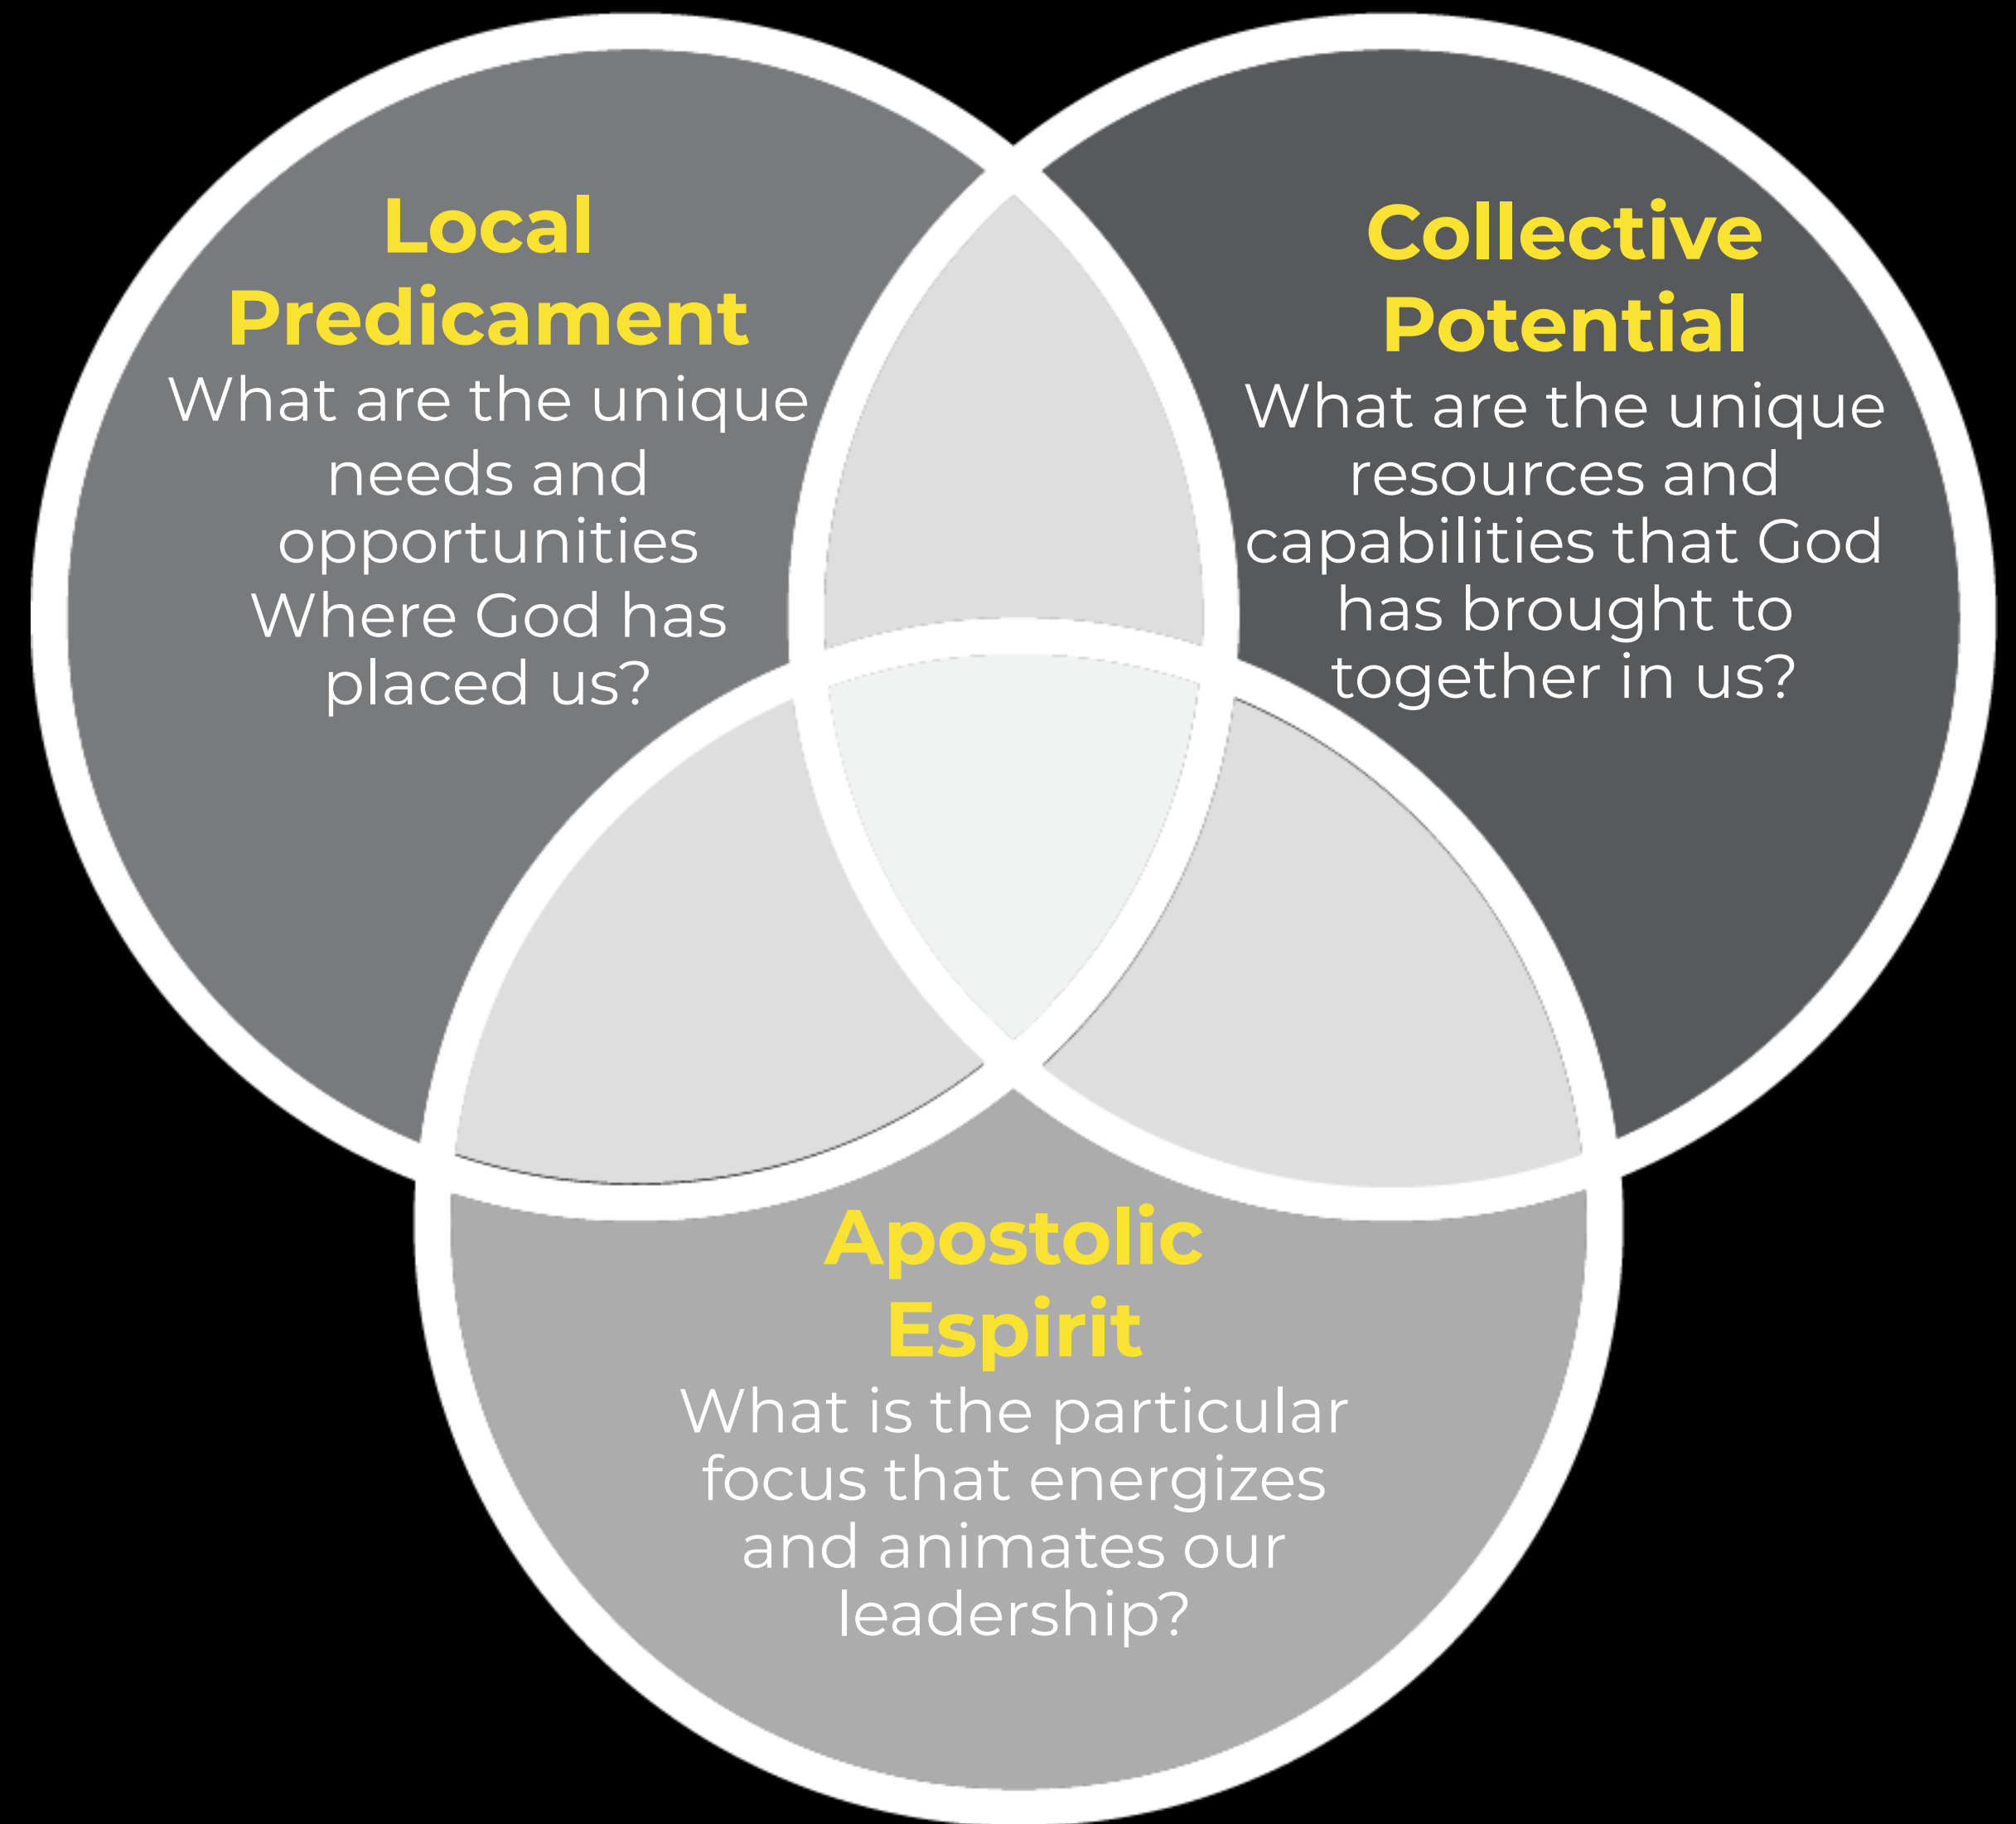 Local
Predicament
What are the unique
needs and
opportunities
Where God has
placed us?
Collective
Potential
What are the unique
resources and
capabilities that God
has brought to
together in us?
Apostolic
Espirit
What is the particular
focus that energizes
and animates our
leadership?